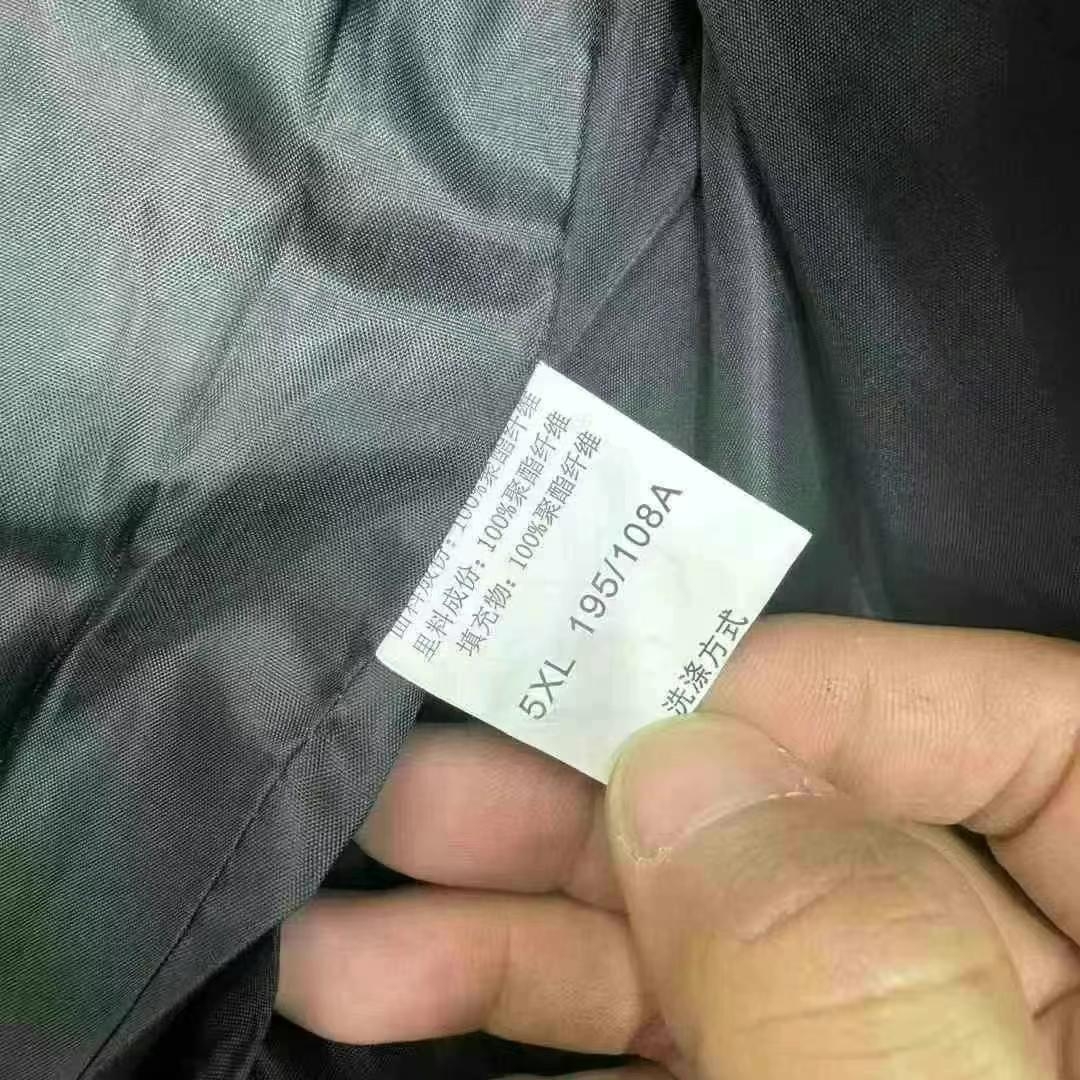 面料成份：100%聚酯纤维
里料成份：100%聚酯纤维
填充物：100%聚酯纤维
5XL 195/108A
洗涤方式